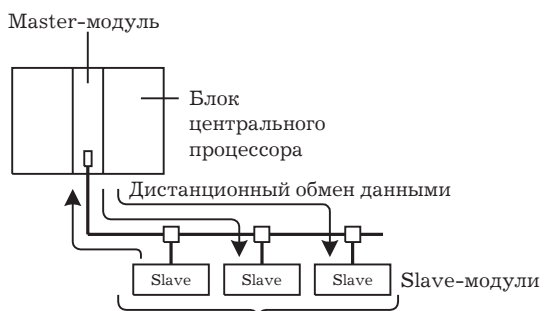 Master-модуль
Блок
центрального
процессора
Дистанционный обмен данными
Slave Slave Slave Slave-модули